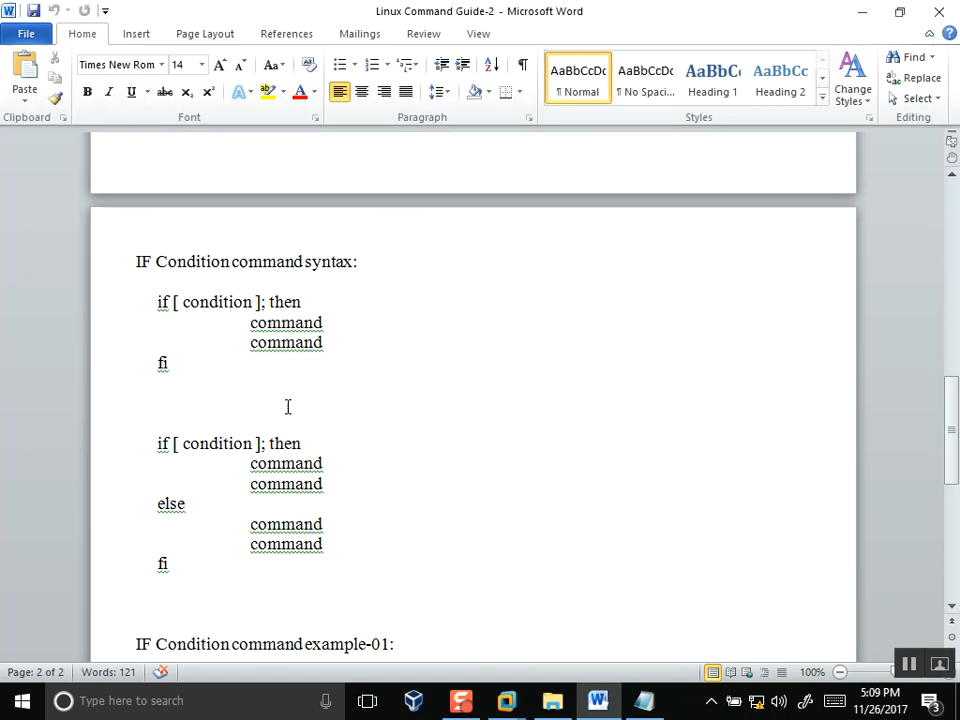 Linux Command Guide-2 - Microsoft Word
File Home Insert Page Layout References Mailings Review View
Paste
Clipboard
Times New Rom 14
Font
Paragraph
AaBbCcDc AaBbCcDc AaBbCc AaBbCc
¶ Normal ¶ No Spaci... Heading 1 Heading 2
Change Styles
Styles
Find
Replace
Select
Editing
IF Condition command syntax:
if [ condition ]; then
command
command
fi
if [ condition ]; then
command
command
else
command
command
fi
IF Condition command example-01:
Page: 2 of 2 Words: 121 100%
Type here to search
5:09 PM
11/26/2017
3